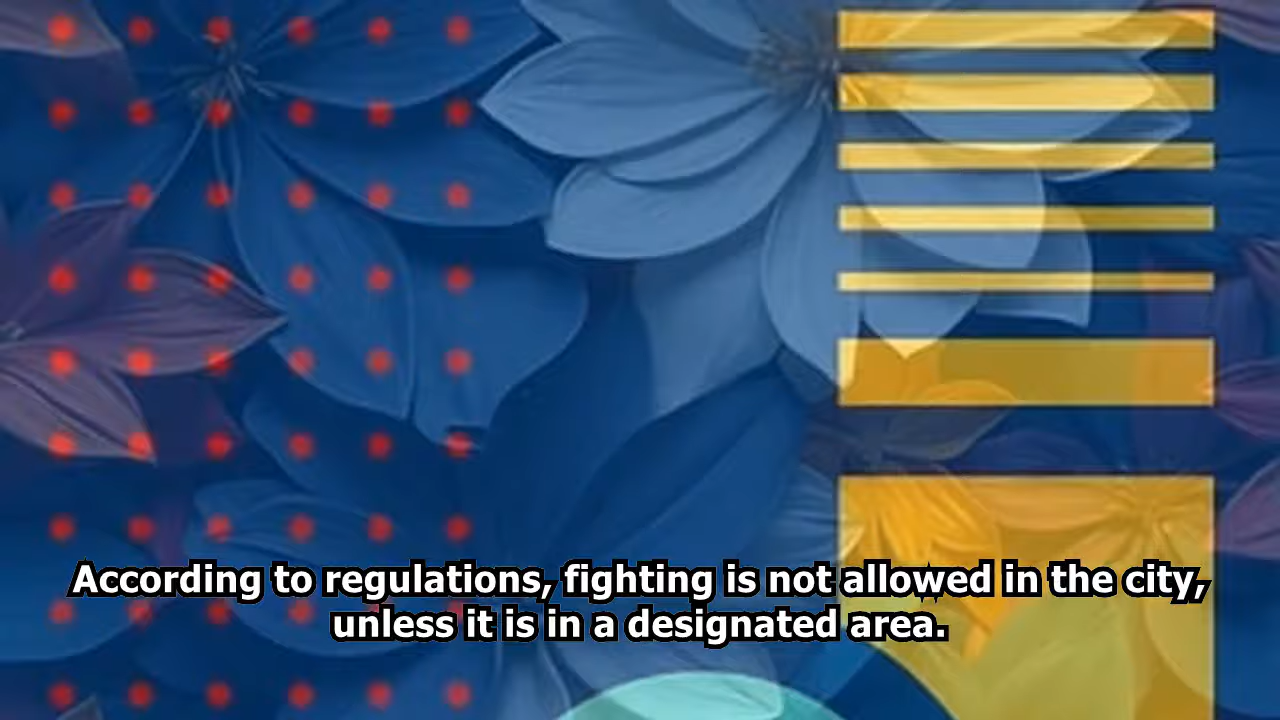 According to regulations, fighting is not allowed in the city,
unless it is in a designated area.